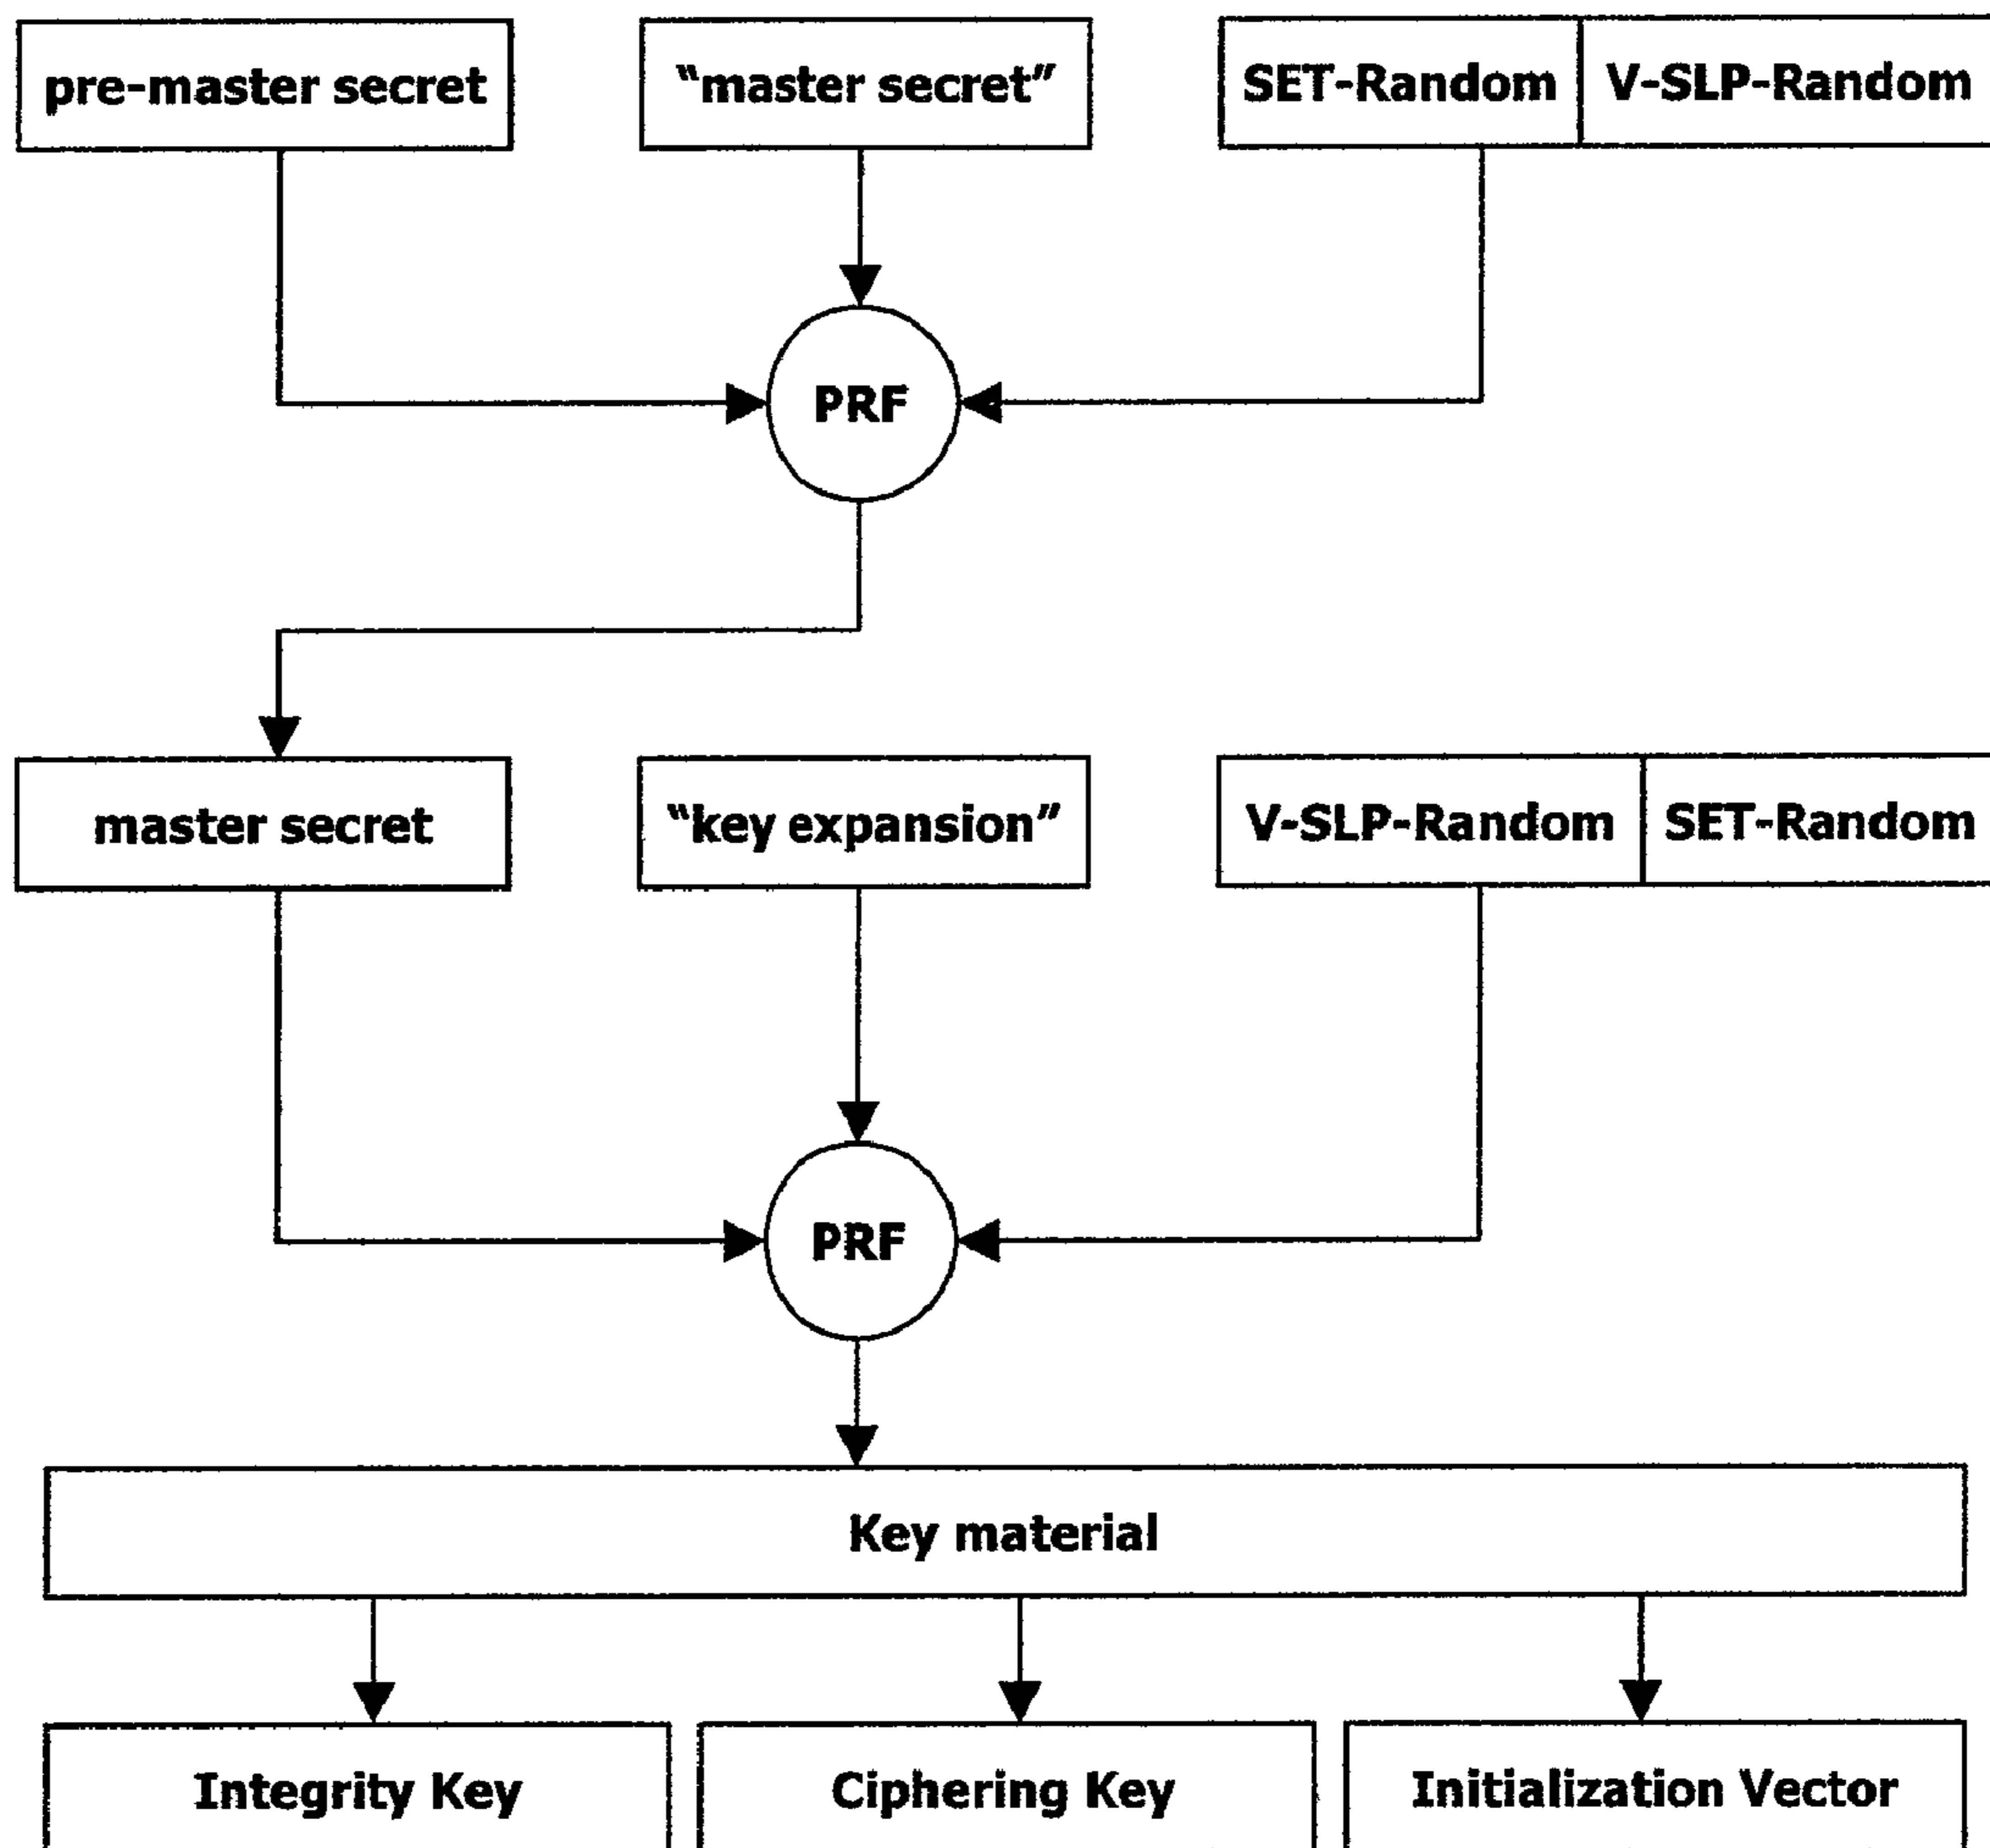 pre-master secret
“master secret”
SET-Random
V-SLP-Random
PRF
master secret
“key expansion”
V-SLP-Random
SET-Random
PRF
Key material
Integrity Key
Ciphering Key
Initialization Vector